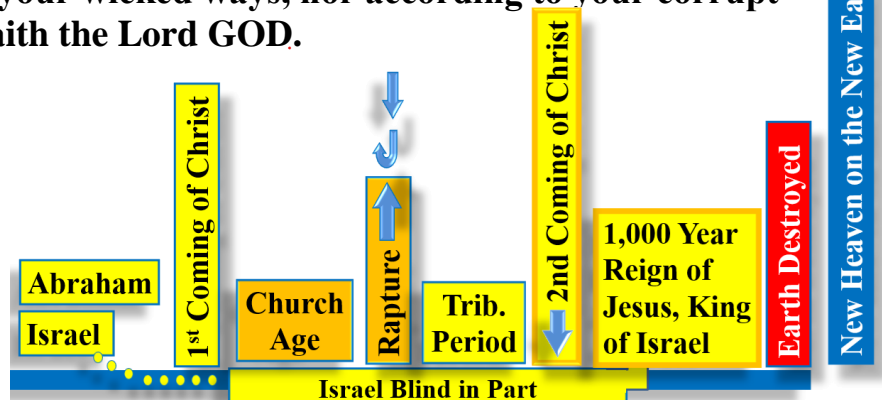 your wicked ways, nor according to your corrupt
aith the Lord GOD.
Abraham
Israel
1st Coming of Christ
Church
Age
Rapture
Trib.
Period
2nd Coming of Christ
1,000 Year
Reign of
Jesus, King
of Israel
Earth Destroyed
New Heaven on the New Ea
Israel Blind in Part